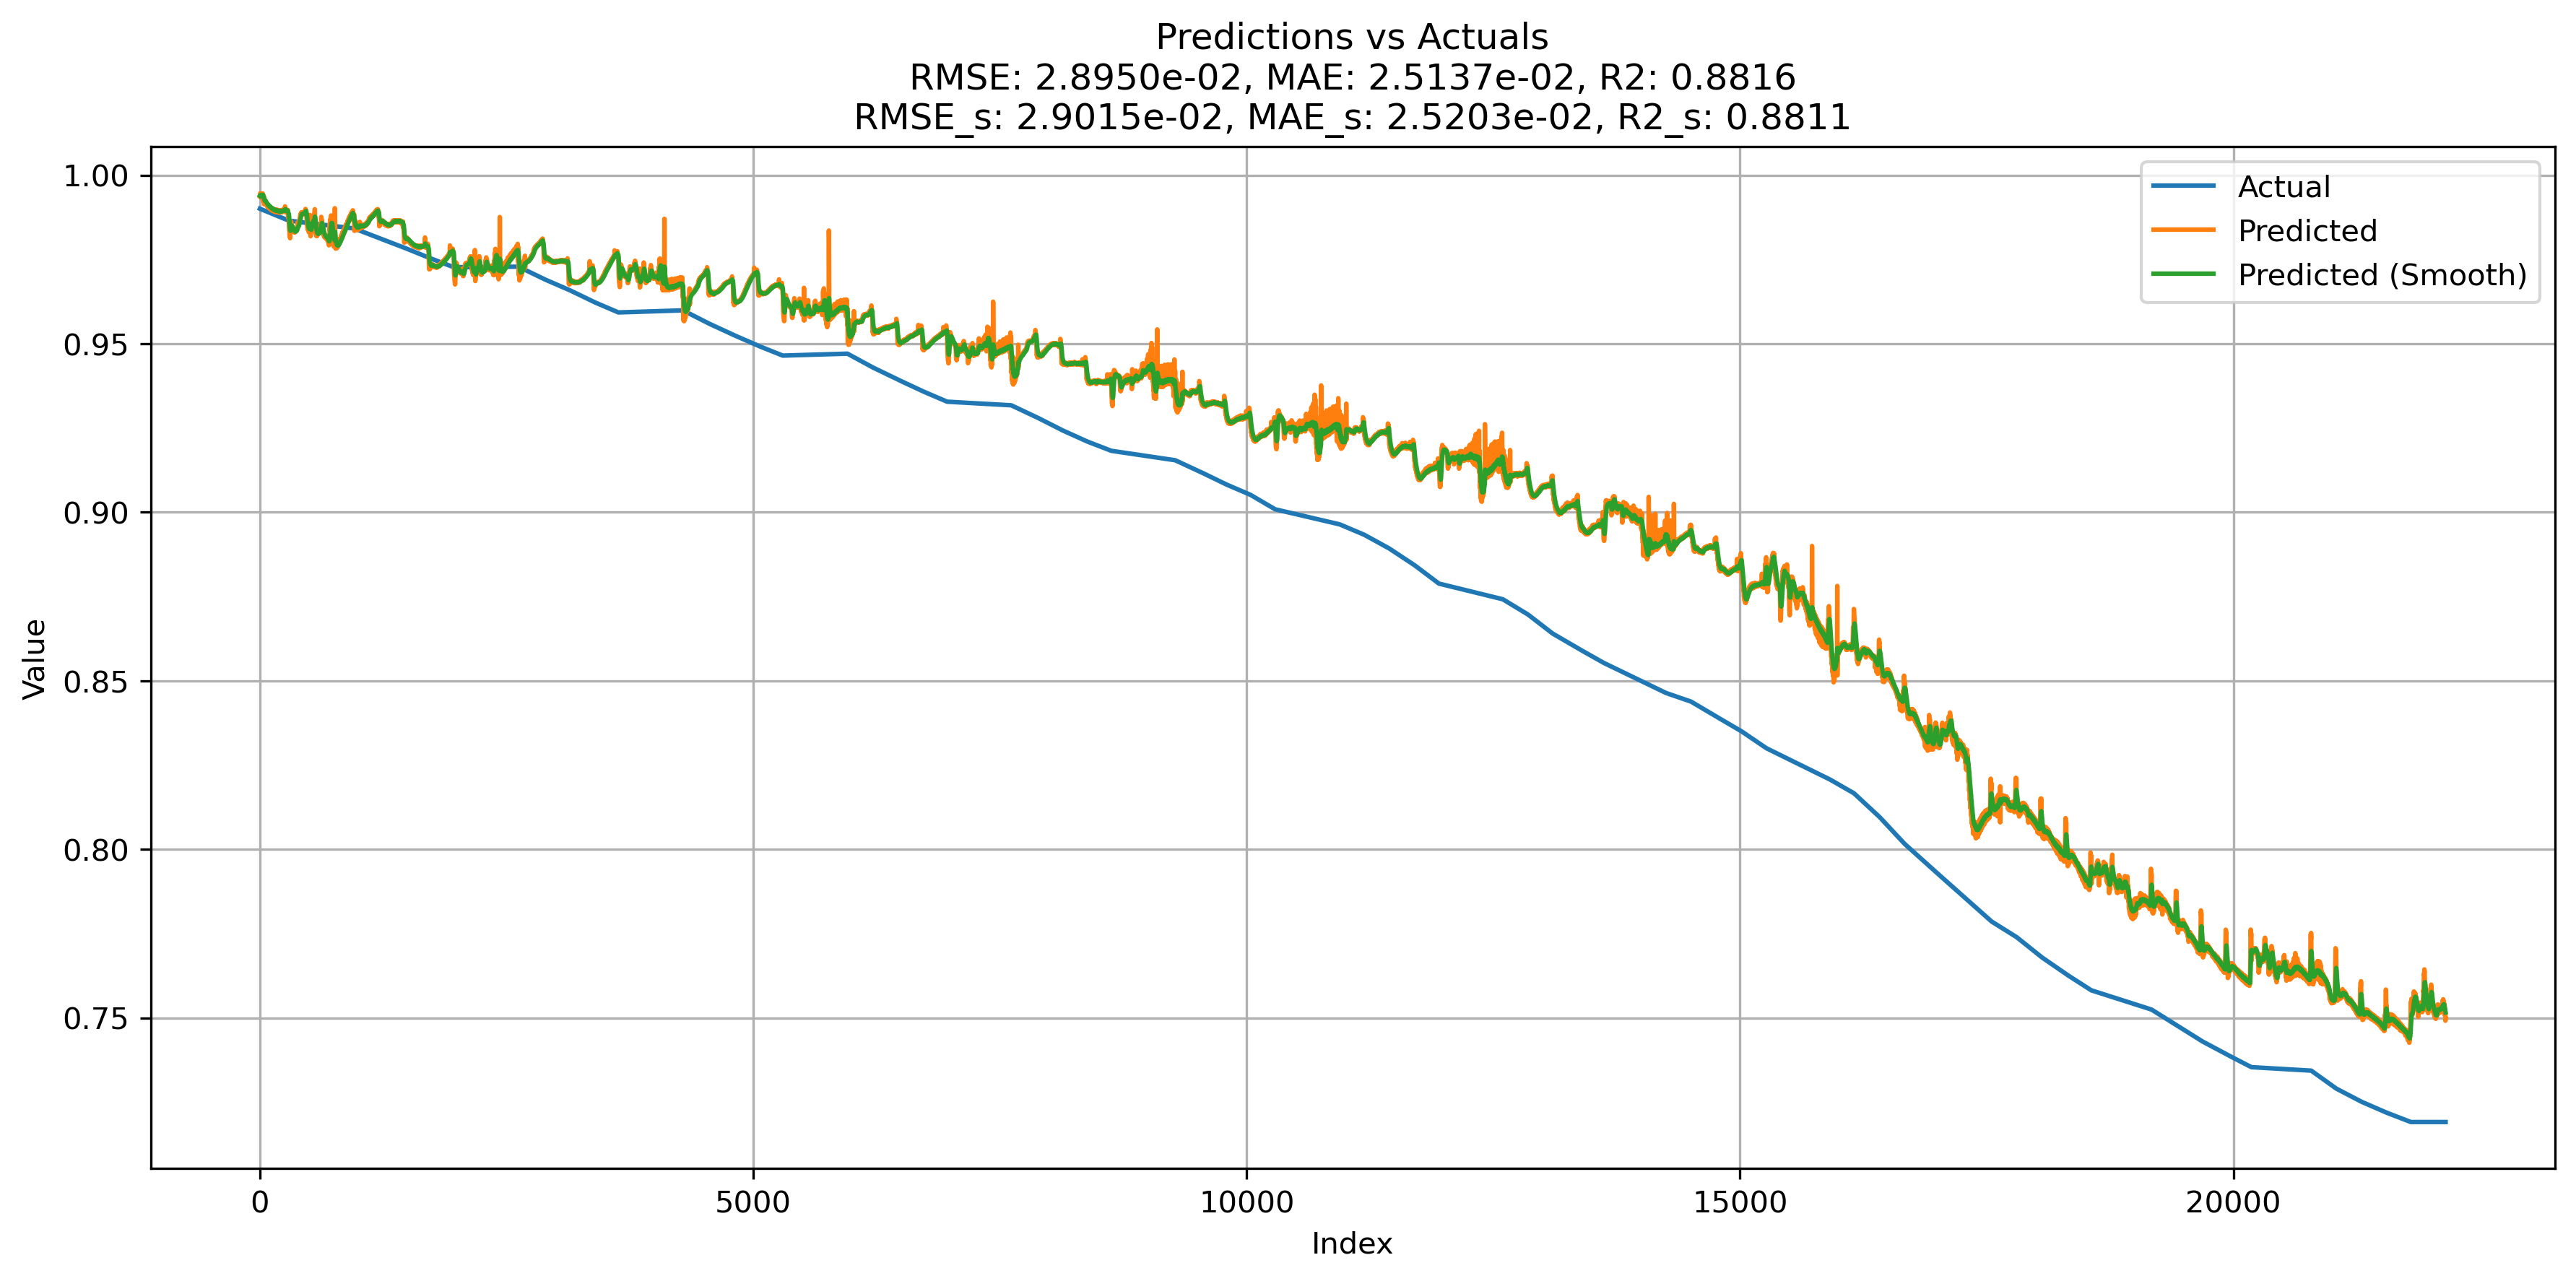 Predictions vs Actuals
RMSE: 2.8950e-02, MAE: 2.5137e-02, R2: 0.8816
RMSE_s: 2.9015e-02, MAE_s: 2.5203e-02, R2_s: 0.8811
Actual
Predicted
Predicted (Smooth)
1.00
0.95
0.90
0.85
0.80
0.75
Value
0
5000
10000
15000
20000
Index